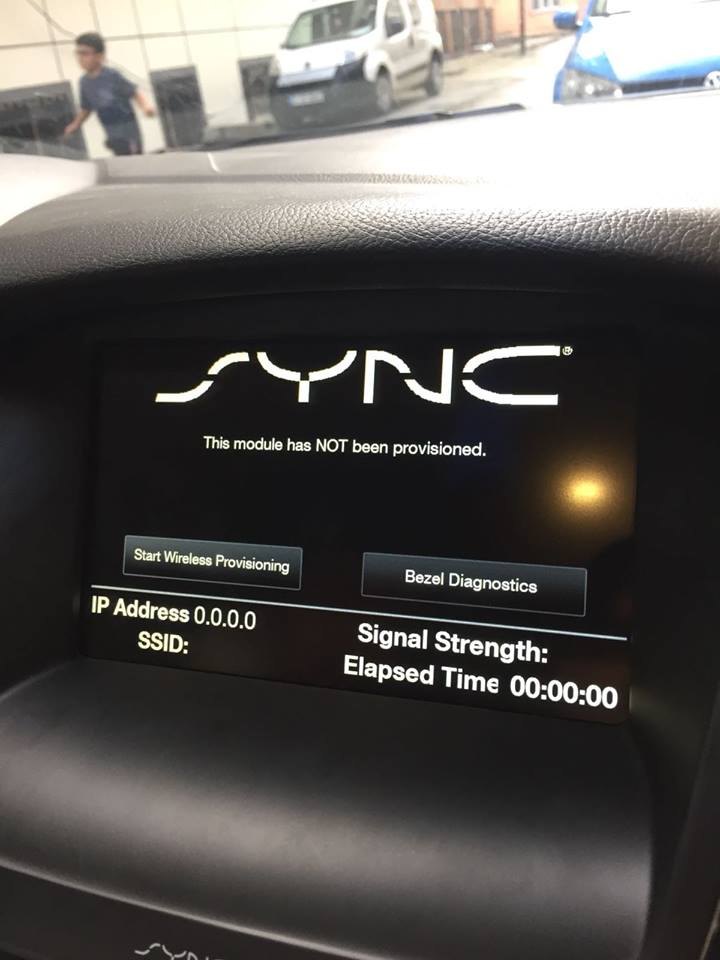 SYNC®
This module has NOT been provisioned.
Start Wireless Provisioning
Bezel Diagnostics
IP Address 0.0.0.0
SSID:
Signal Strength:
Elapsed Time 00:00:00
SYNC